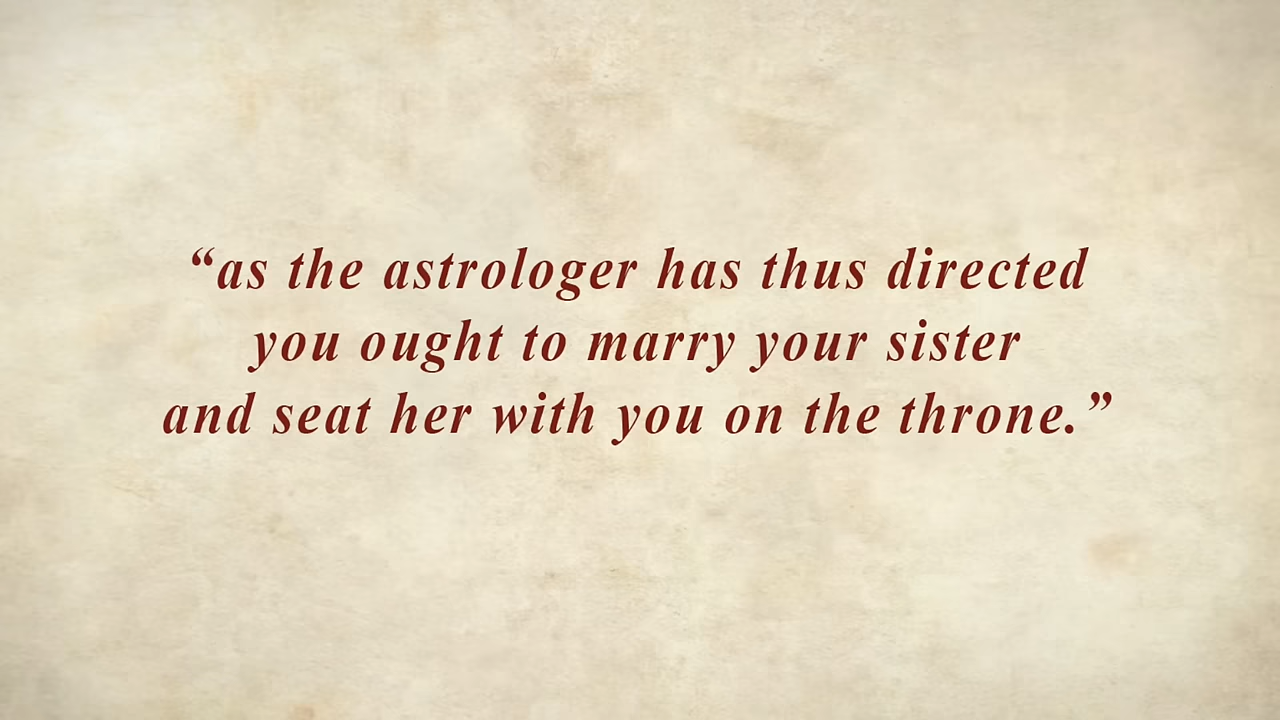 “as the astrologer has thus directed
you ought to marry your sister
and seat her with you on the throne.”